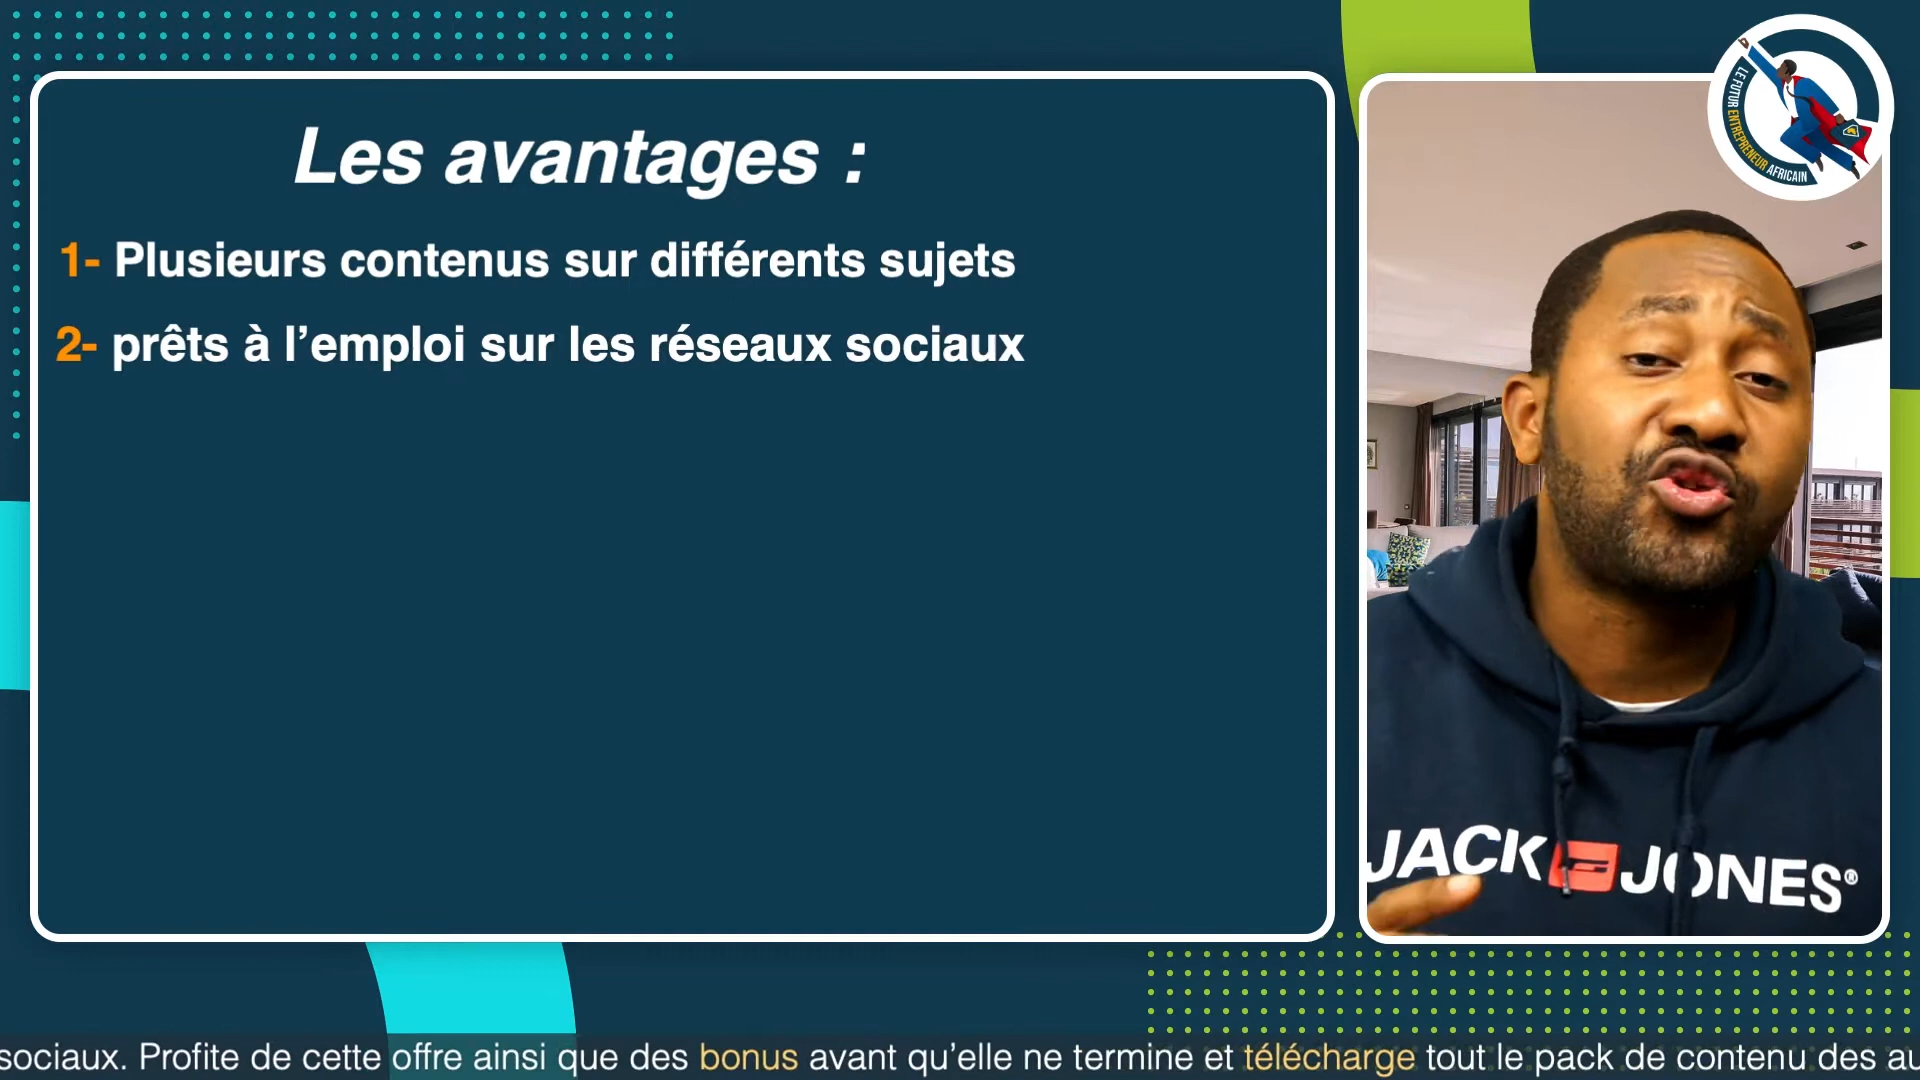 Les avantages :
1- Plusieurs contenus sur différents sujets
2- prêts à l’emploi sur les réseaux sociaux
LE FUTUR ENTREPRENEUR AFRICAIN
JACK JONES®
sociaux. Profite de cette offre ainsi que des bonus avant qu’elle ne termine et télécharge tout le pack de contenu des au